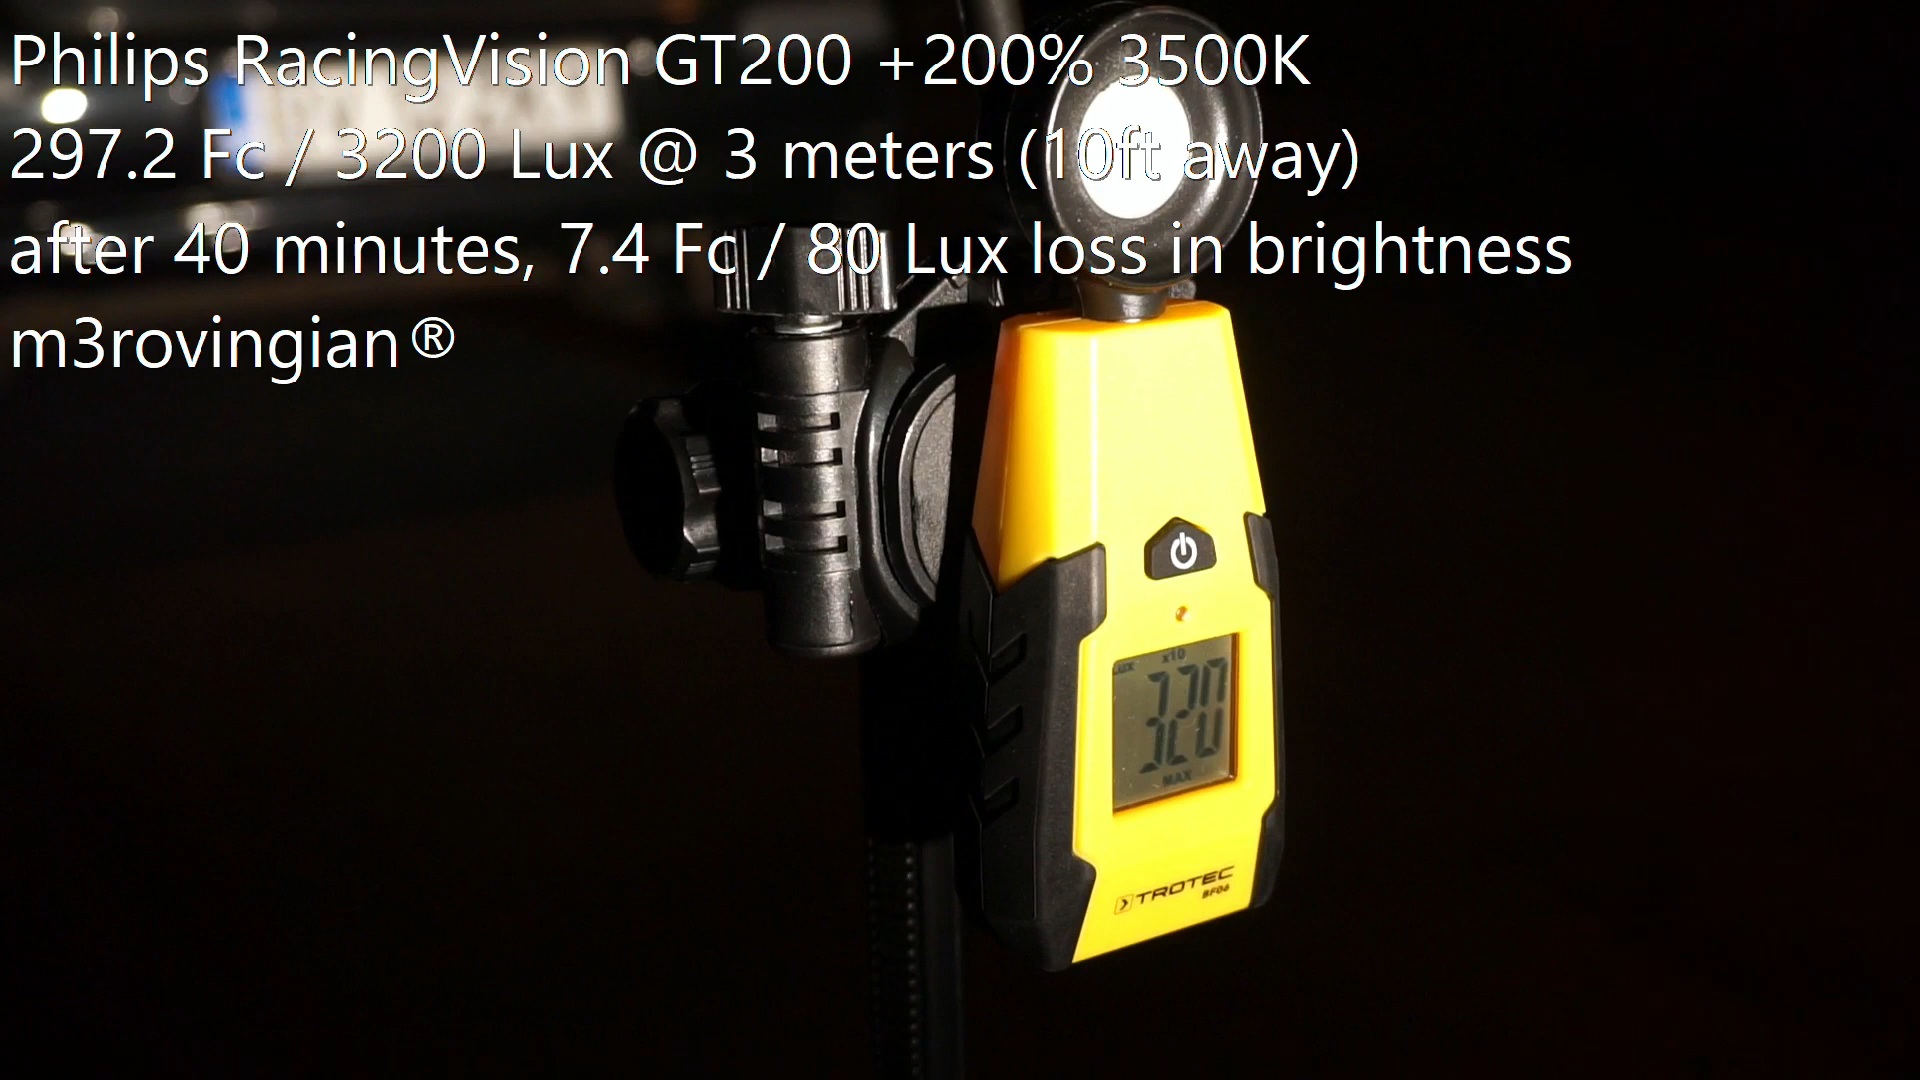 Philips RacingVision GT200 +200% 3500K
297.2 Fc / 3200 Lux @ 3 meters (10ft away)
after 40 minutes, 7.4 Fc / 80 Lux loss in brightness
m3rovingian®
Lux x10
320
MAX
TROTEC
BF06